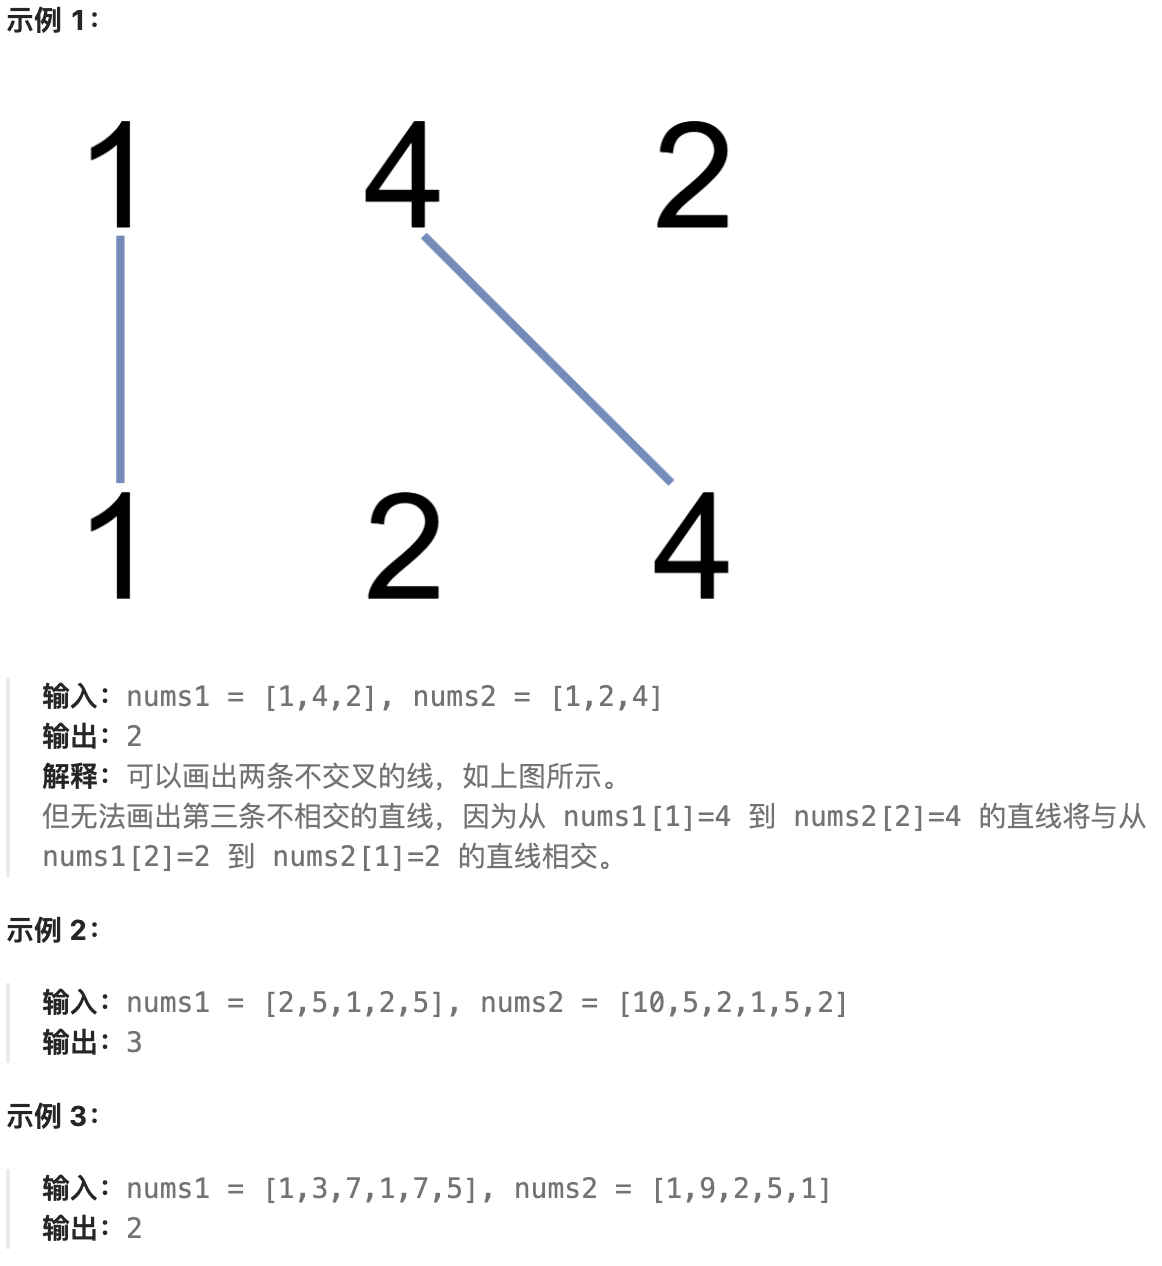 示例 1：
1 4 2
1 2 4
输入：nums1 = [1,4,2], nums2 = [1,2,4]
输出：2
解释：可以画出两条不交叉的线，如上图所示。
但无法画出第三条不相交的直线，因为从 nums1[1]=4 到 nums2[2]=4 的直线将与从
nums1[2]=2 到 nums2[1]=2 的直线相交。
示例 2：
输入：nums1 = [2,5,1,2,5], nums2 = [10,5,2,1,5,2]
输出：3
示例 3：
输入：nums1 = [1,3,7,1,7,5], nums2 = [1,9,2,5,1]
输出：2